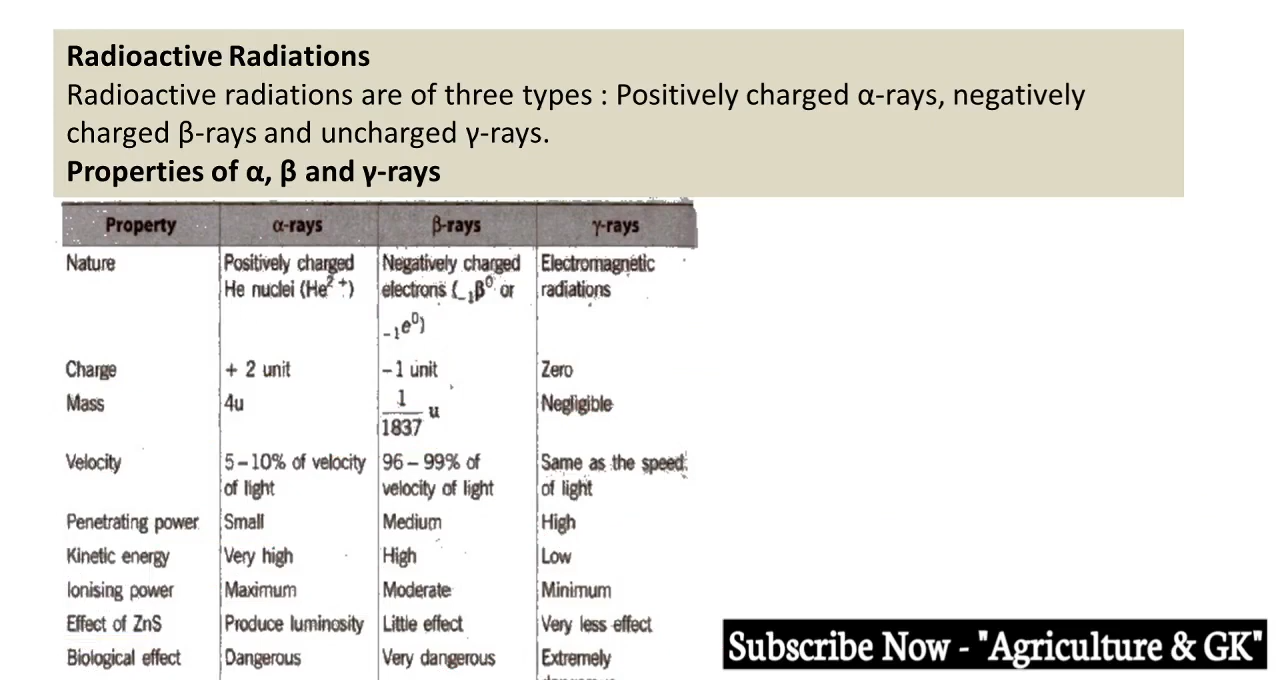 Radioactive Radiations
Radioactive radiations are of three types : Positively charged α-rays, negatively
charged β-rays and uncharged γ-rays.
Properties of α, β and γ-rays
Property α-rays β-rays γ-rays
Nature Positively charged Negatively charged Electromagnetic
He nuclei (He²⁺) electrons (₋₁β⁰ or radiations
₋₁e⁰)
Charge + 2 unit −1 unit Zero
Mass 4u 1/1837 u Negligible
Velocity 5–10% of velocity 96–99% of Same as the speed
of light velocity of light of light
Penetrating power Small Medium High
Kinetic energy Very high High Low
Ionising power Maximum Moderate Minimum
Effect of ZnS Produce luminosity Little effect Very less effect
Biological effect Dangerous Very dangerous Extremely
Subscribe Now - "Agriculture & GK"